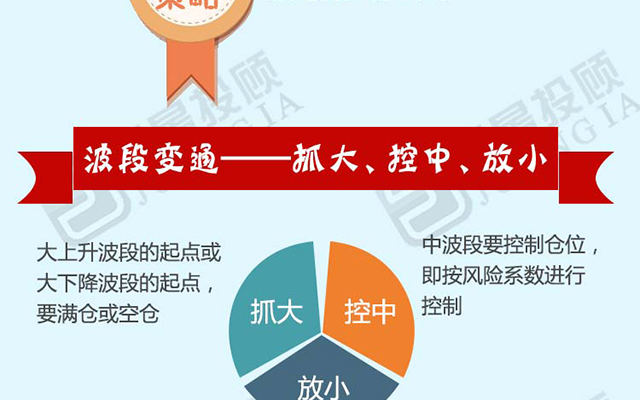 策略
波段变通——抓大、控中、放小
大上升波段的起点或
大下降波段的起点，
要满仓或空仓
中波段要控制仓位，
即按风险系数进行
控制
抓大
控中
放小